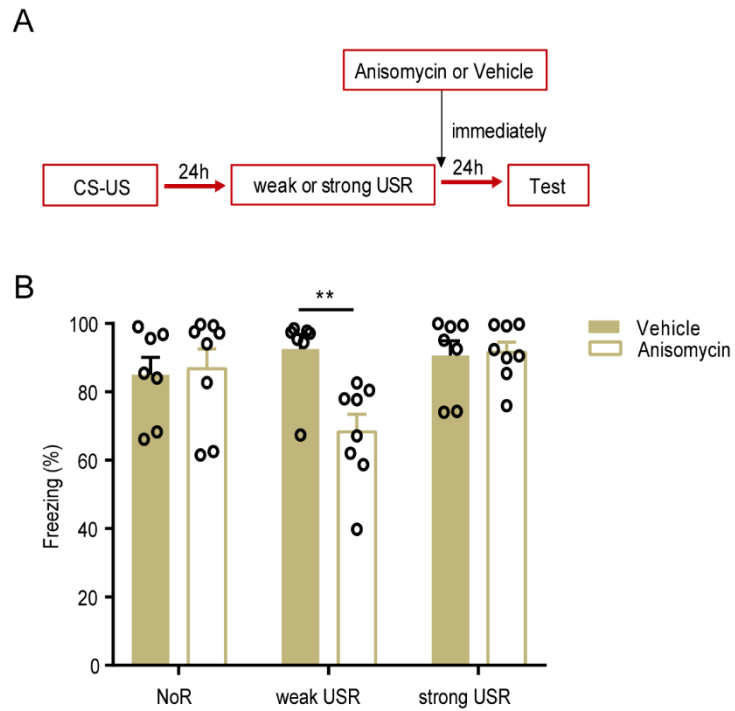 A
Anisomycin or Vehicle
immediately
CS-US
24h
weak or strong USR
24h
Test
B
**
Vehicle
Anisomycin
Freezing (%)
100
80
60
40
20
0
NoR
weak USR
strong USR